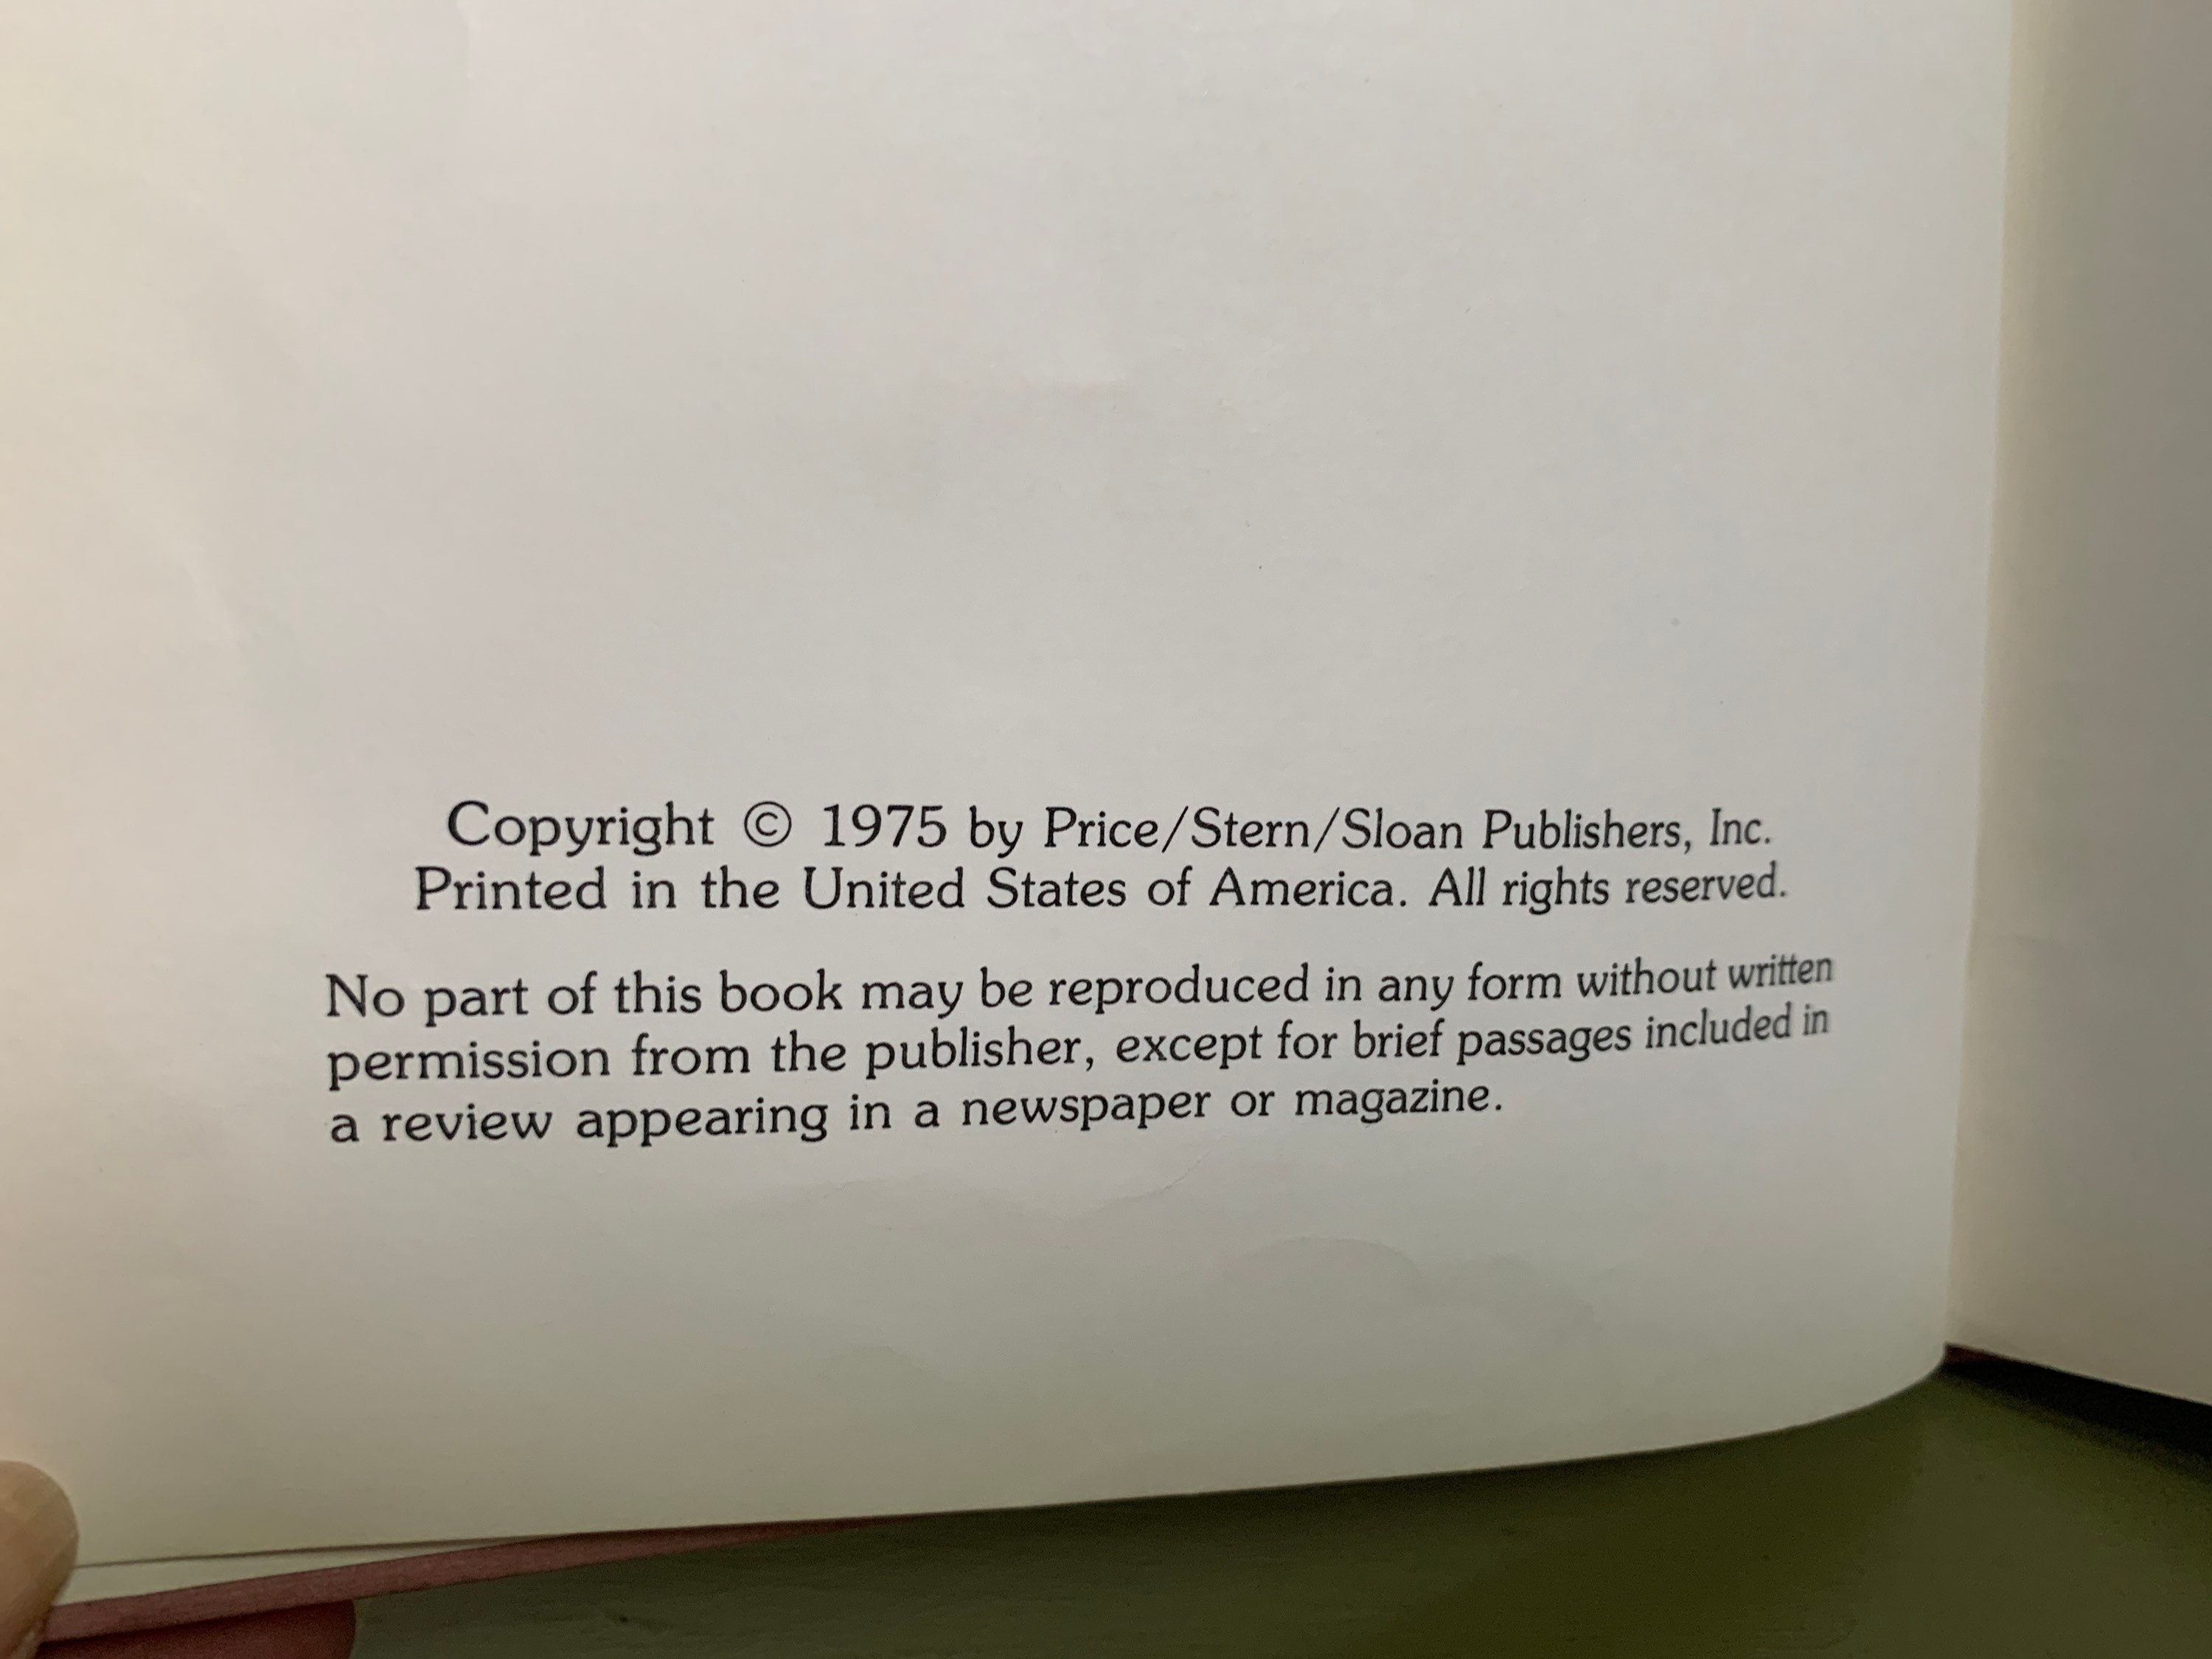 Copyright © 1975 by Price/Stern/Sloan Publishers, Inc.
Printed in the United States of America. All rights reserved.
No part of this book may be reproduced in any form without written
permission from the publisher, except for brief passages included in
a review appearing in a newspaper or magazine.